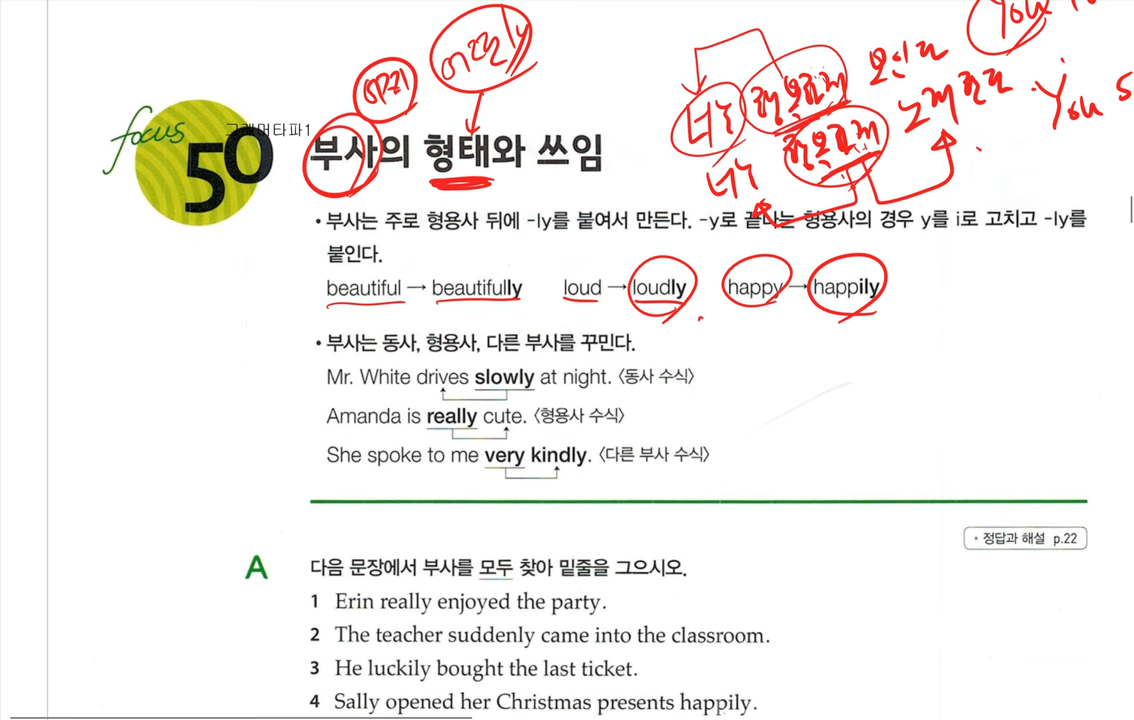 You
어찌ly
너는 행복하게 보인다
focus
그래머타파1
50
부사의 형태와 쓰임
너는 행복하게 노래한다
You s
• 부사는 주로 형용사 뒤에 -ly를 붙여서 만든다. -y로 끝나는 형용사의 경우 y를 i로 고치고 -ly를
붙인다.
beautiful → beautifully loud → loudly happy → happily
• 부사는 동사, 형용사, 다른 부사를 꾸민다.
Mr. White drives slowly at night. 〈동사 수식〉
Amanda is really cute. 〈형용사 수식〉
She spoke to me very kindly. 〈다른 부사 수식〉
• 정답과 해설 p.22
A 다음 문장에서 부사를 모두 찾아 밑줄을 그으시오.
1 Erin really enjoyed the party.
2 The teacher suddenly came into the classroom.
3 He luckily bought the last ticket.
4 Sally opened her Christmas presents happily.